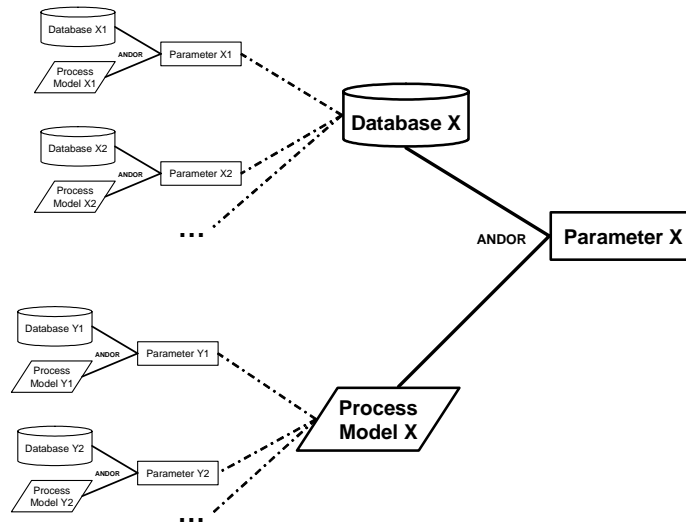 Database X1
ANDOR
Parameter X1
Process
Model X1
Database X
Database X2
ANDOR
Parameter X2
Process
Model X2
...
ANDOR
Parameter X
Database Y1
ANDOR
Parameter Y1
Process
Model Y1
Process
Model X
Database Y2
ANDOR
Parameter Y2
Process
Model Y2
...